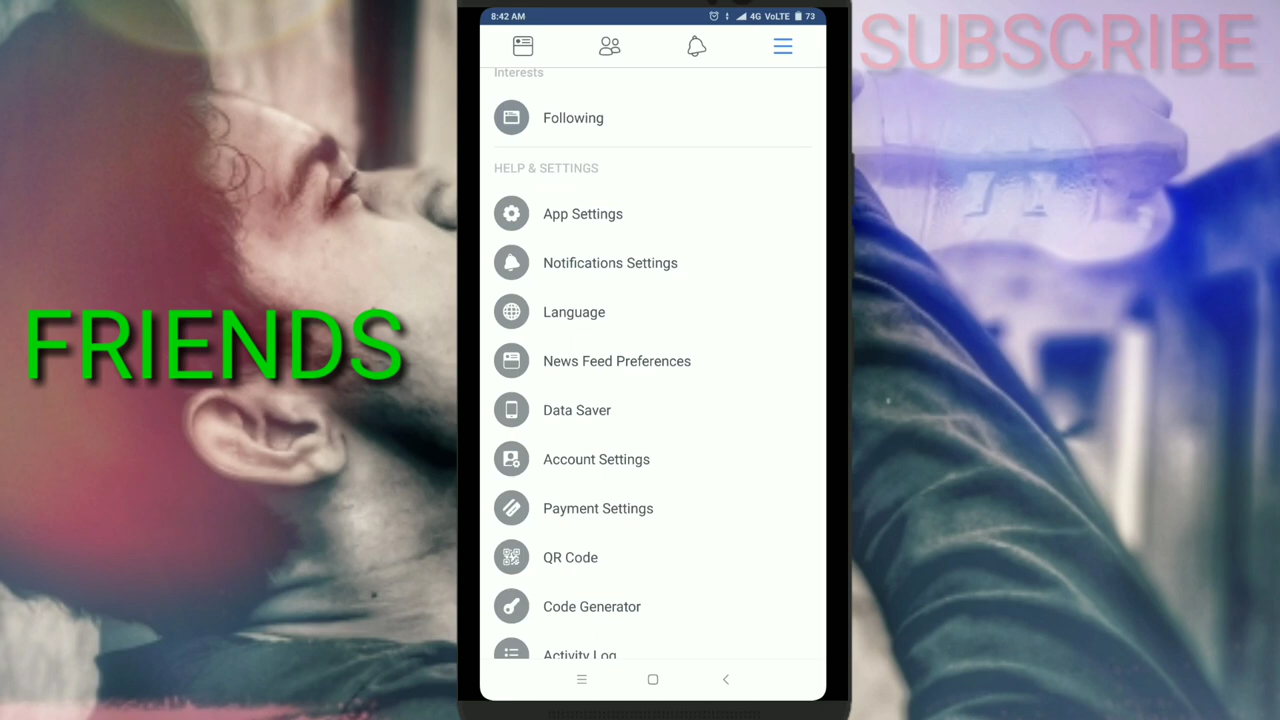 SUBSCRIBE
8:42 AM
4G VoLTE 73
Interests
Following
HELP & SETTINGS
App Settings
Notifications Settings
Language
FRIENDS
News Feed Preferences
Data Saver
Account Settings
Payment Settings
QR Code
Code Generator
Activity Log